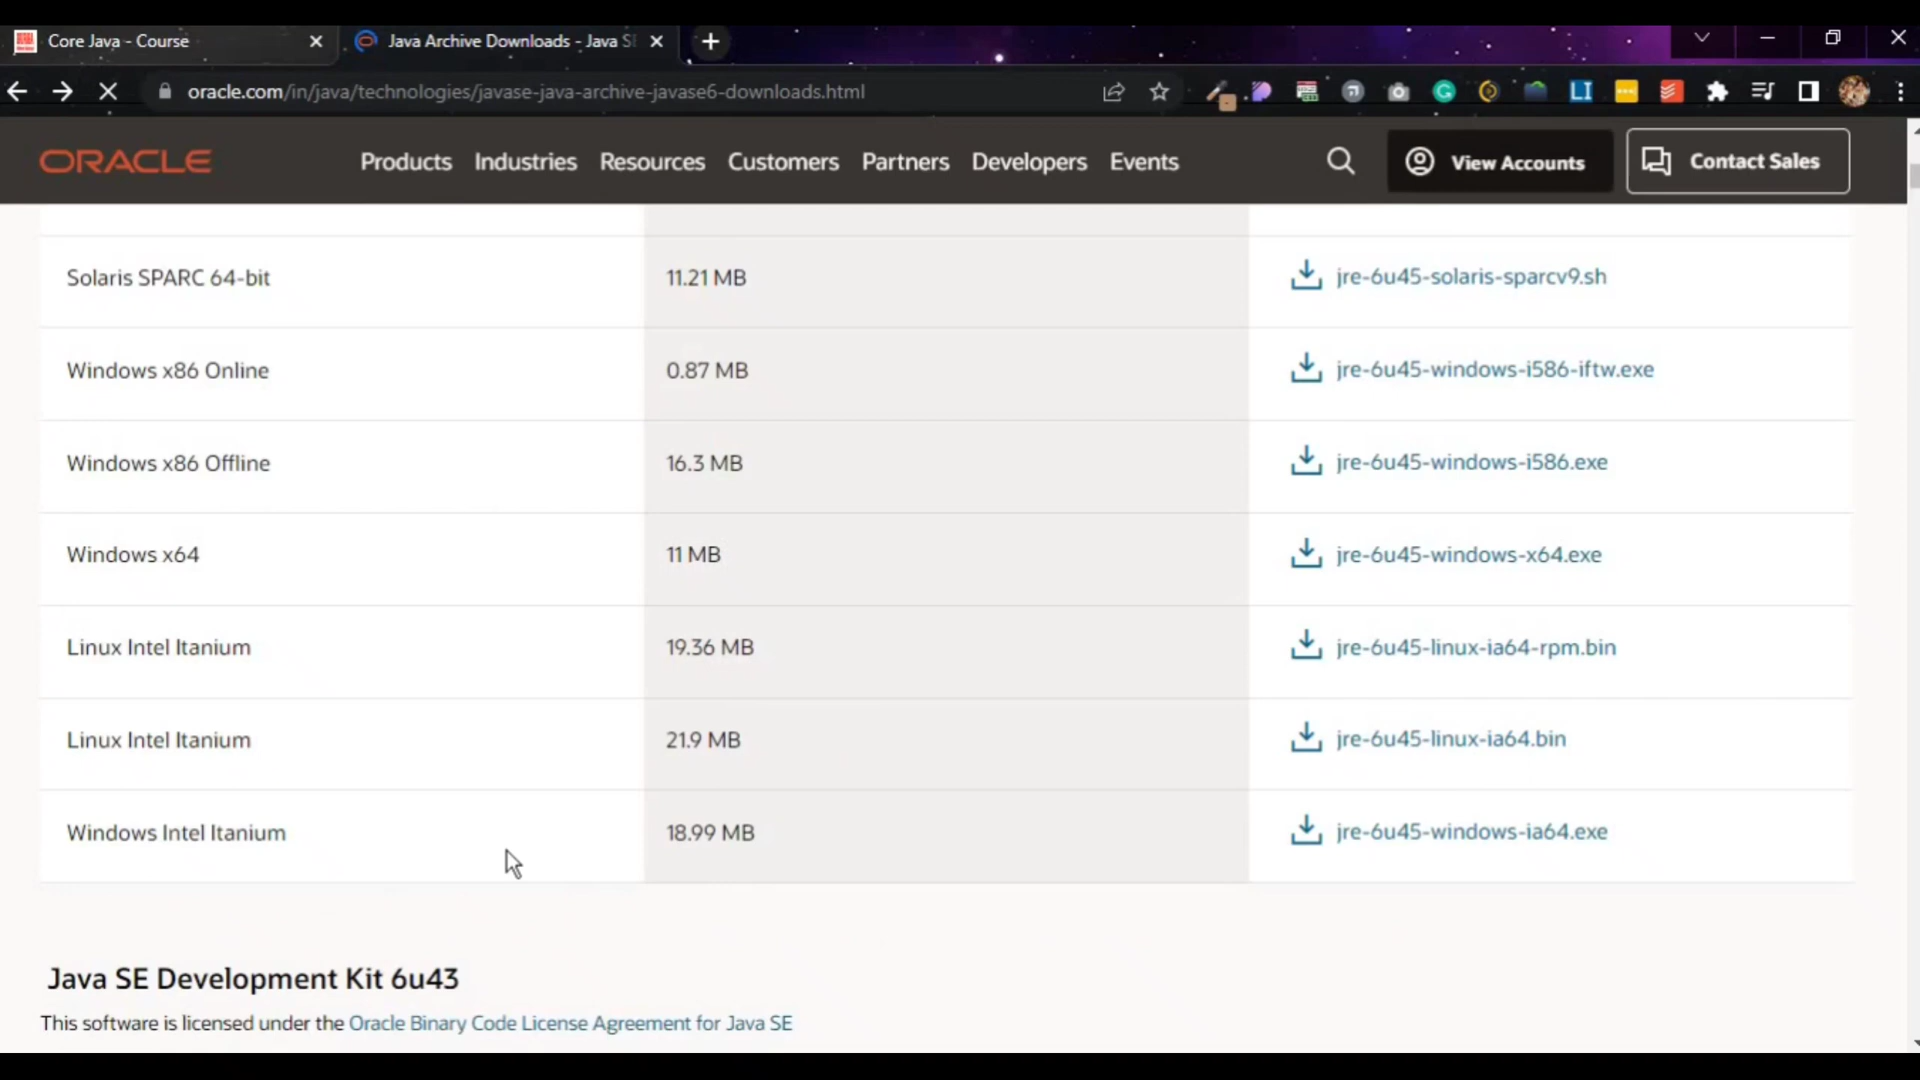 Core Java - Course
Java Archive Downloads - Java SE
oracle.com/in/java/technologies/javase-java-archive-javase6-downloads.html
ORACLE Products Industries Resources Customers Partners Developers Events View Accounts Contact Sales
Solaris SPARC 64-bit 11.21 MB jre-6u45-solaris-sparcv9.sh
Windows x86 Online 0.87 MB jre-6u45-windows-i586-iftw.exe
Windows x86 Offline 16.3 MB jre-6u45-windows-i586.exe
Windows x64 11 MB jre-6u45-windows-x64.exe
Linux Intel Itanium 19.36 MB jre-6u45-linux-ia64-rpm.bin
Linux Intel Itanium 21.9 MB jre-6u45-linux-ia64.bin
Windows Intel Itanium 18.99 MB jre-6u45-windows-ia64.exe
Java SE Development Kit 6u43
This software is licensed under the Oracle Binary Code License Agreement for Java SE